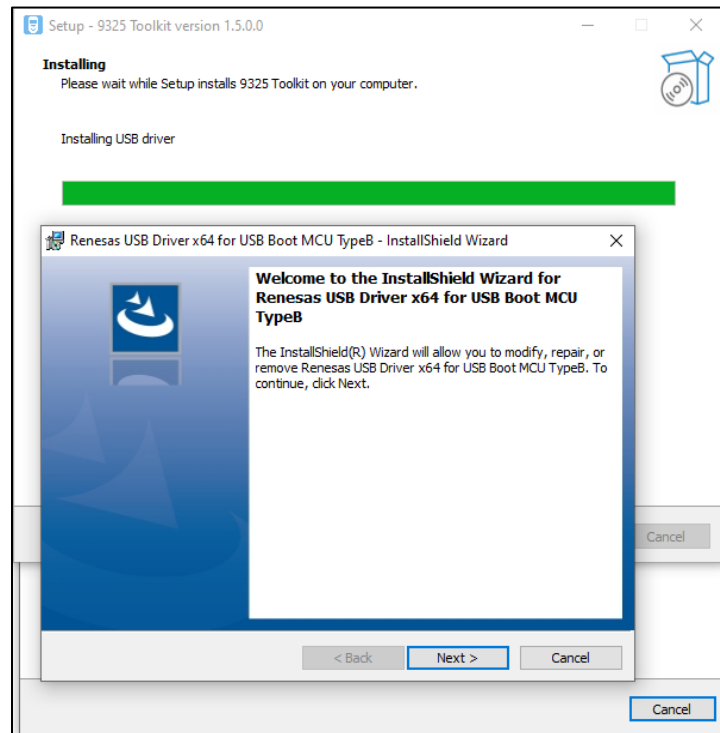 Setup - 9325 Toolkit version 1.5.0.0
Installing
Please wait while Setup installs 9325 Toolkit on your computer.
Installing USB driver
Renesas USB Driver x64 for USB Boot MCU TypeB - InstallShield Wizard
Welcome to the InstallShield Wizard for
Renesas USB Driver x64 for USB Boot MCU
TypeB
The InstallShield(R) Wizard will allow you to modify, repair, or
remove Renesas USB Driver x64 for USB Boot MCU TypeB. To
continue, click Next.
Cancel
< Back Next > Cancel
Cancel